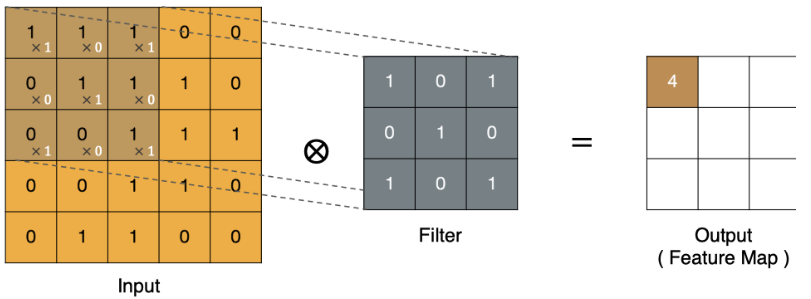 1 1 1 0 0
×1 ×0 ×1
0 1 1 1 0
×0 ×1 ×0
0 0 1 1 1
×1 ×0 ×1
0 0 1 1 0
0 1 1 0 0
Input
⊗
1 0 1
0 1 0
1 0 1
Filter
=
4
Output
( Feature Map )